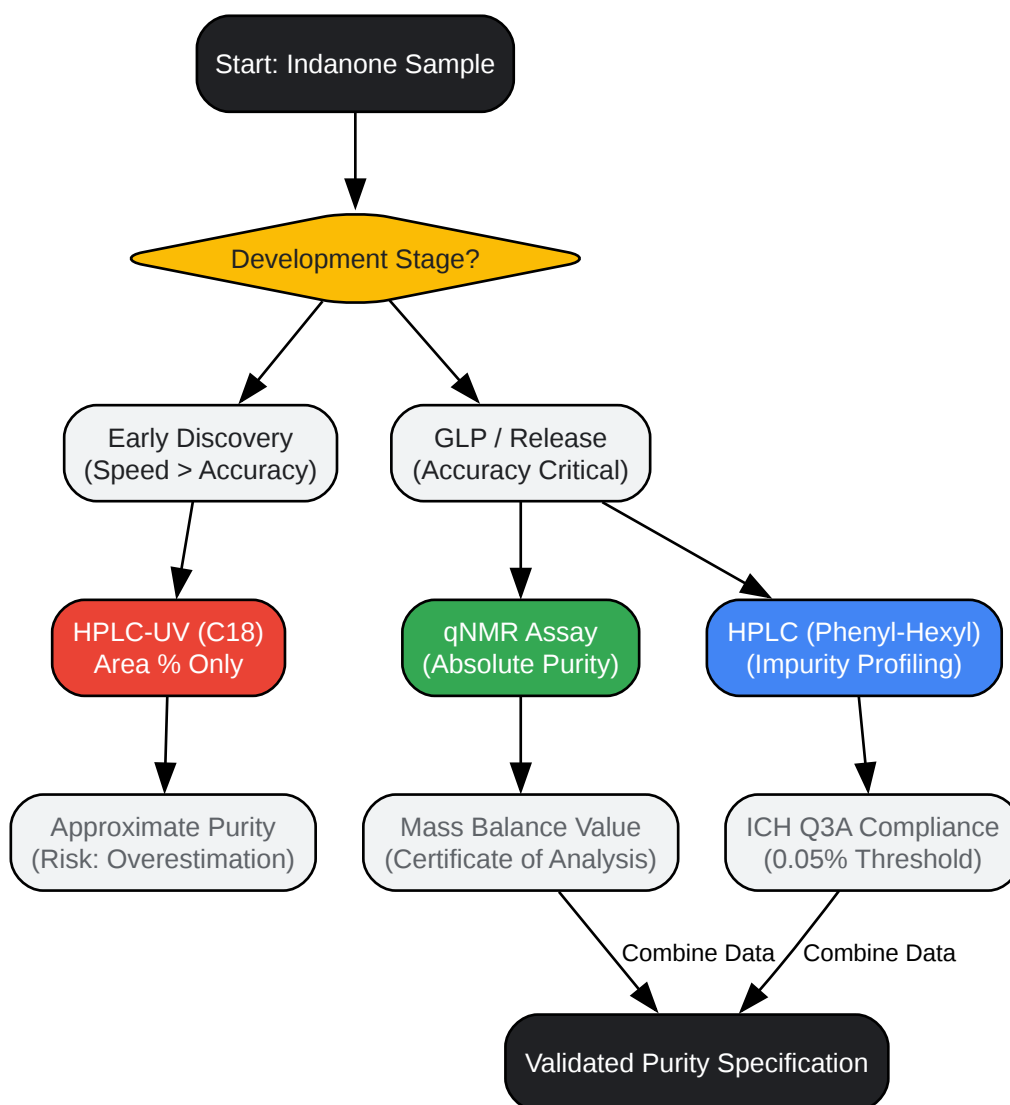 Start: Indanone Sample
Development Stage?
Early Discovery
(Speed > Accuracy)
GLP / Release
(Accuracy Critical)
HPLC-UV (C18)
Area % Only
qNMR Assay
(Absolute Purity)
HPLC (Phenyl-Hexyl)
(Impurity Profiling)
Approximate Purity
(Risk: Overestimation)
Mass Balance Value
(Certificate of Analysis)
ICH Q3A Compliance
(0.05% Threshold)
Combine Data
Combine Data
Validated Purity Specification